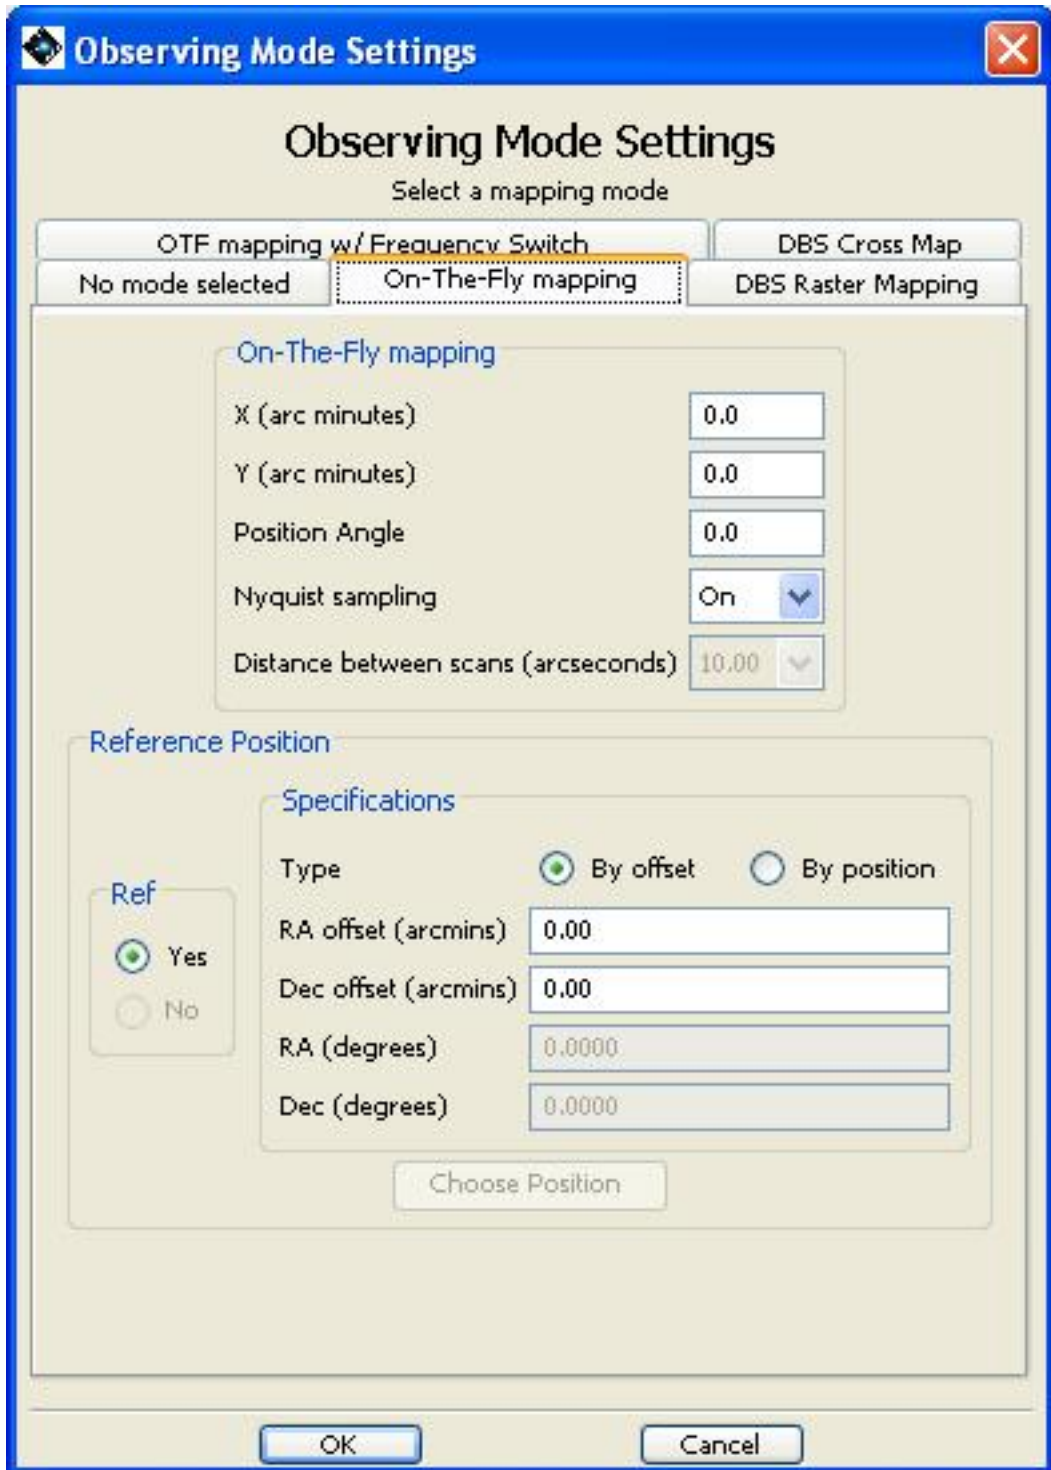 Observing Mode Settings
Observing Mode Settings
Select a mapping mode
OTF mapping w/ Frequency Switch DBS Cross Map
No mode selected On-The-Fly mapping DBS Raster Mapping
On-The-Fly mapping
X (arc minutes) 0.0
Y (arc minutes) 0.0
Position Angle 0.0
Nyquist sampling On
Distance between scans (arcseconds) 10.00
Reference Position
Specifications
Type By offset By position
Ref
RA offset (arcmins) 0.00
Yes
Dec offset (arcmins) 0.00
No
RA (degrees) 0.0000
Dec (degrees) 0.0000
Choose Position
OK Cancel